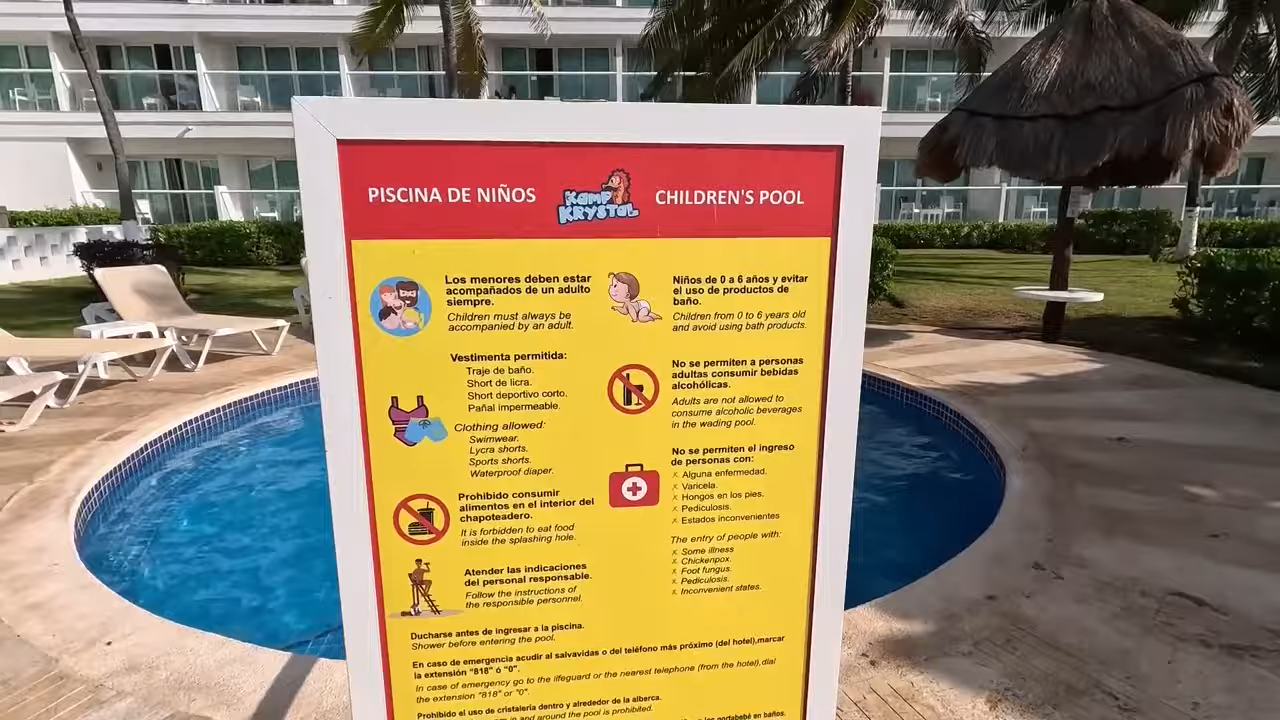 PISCINA DE NIÑOS
KAMP
KRYSTAL
CHILDREN'S POOL
Los menores deben estar
acompañados de un adulto
siempre.
Children must always be
accompanied by an adult.
Vestimenta permitida:
Traje de baño.
Short de licra.
Short deportivo corto.
Pañal impermeable.
Clothing allowed:
Swimwear.
Lycra shorts.
Sports shorts.
Waterproof diaper.
Prohibido consumir
alimentos en el interior del
chapoteadero.
It is forbidden to eat food
inside the splashing hole.
Atender las indicaciones
del personal responsable.
Follow the instructions of
the responsible personnel.
Niños de 0 a 6 años y evitar
el uso de productos de
baño.
Children from 0 to 6 years old
and avoid using bath products.
No se permiten a personas
adultas consumir bebidas
alcohólicas.
Adults are not allowed to
consume alcoholic beverages
in the wading pool.
No se permiten el ingreso
de personas con:
x Alguna enfermedad.
x Varicela.
x Hongos en los pies.
x Pediculosis.
x Estados inconvenientes
The entry of people with:
x Some illness
x Chickenpox.
x Foot fungus.
x Pediculosis.
x Inconvenient states.
Ducharse antes de ingresar a la piscina.
Shower before entering the pool.
En caso de emergencia acudir al salvavidas o del teléfono más próximo (del hotel),marcar
la extensión "818" ó "0".
In case of emergency go to the lifeguard or the nearest telephone (from the hotel),dial
the extension "818" or "0".
Prohibido el uso de cristalería dentro y alrededor de la alberca.
in and around the pool is prohibited.
los portabebé en baños.